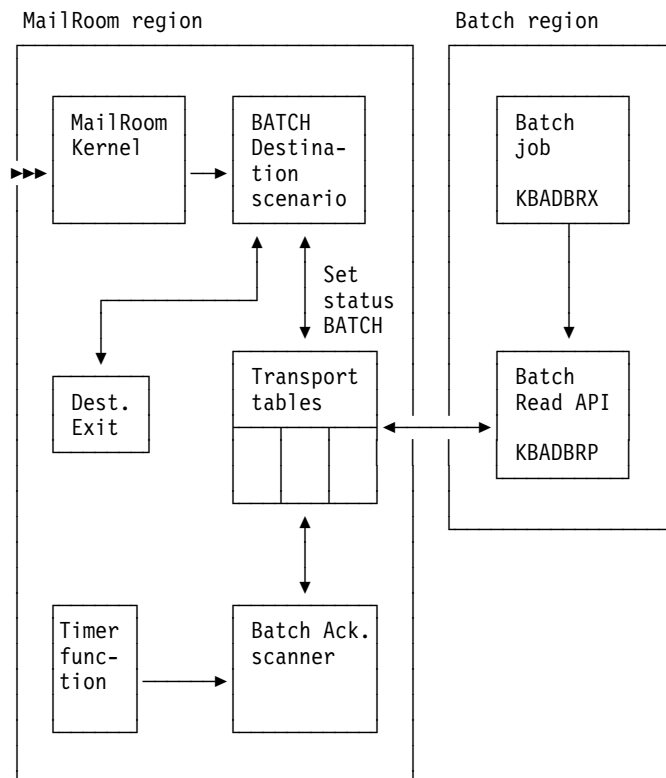 MailRoom region
Batch region
MailRoom
Kernel
BATCH
Destina-
tion
scenario
Batch
job
KBADBRX
Set
status
BATCH
Dest.
Exit
Transport
tables
Batch
Read API
KBADBRP
Timer
func-
tion
Batch Ack.
scanner